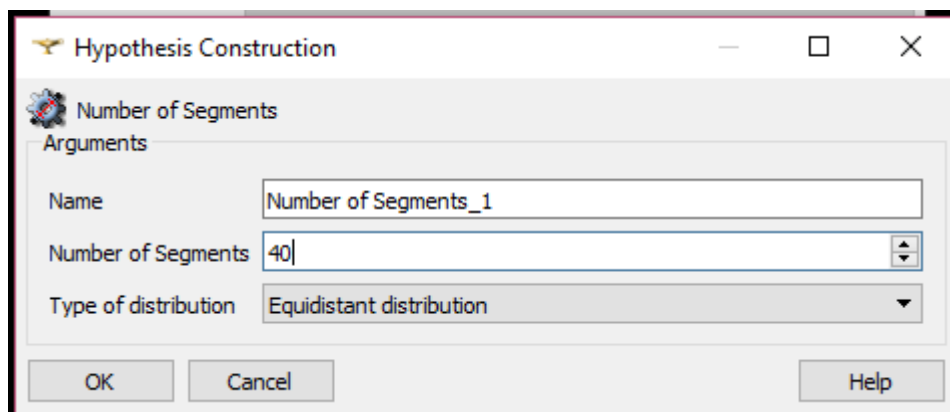 Hypothesis Construction
Number of Segments
Arguments
Name Number of Segments_1
Number of Segments 40
Type of distribution Equidistant distribution
OK Cancel Help